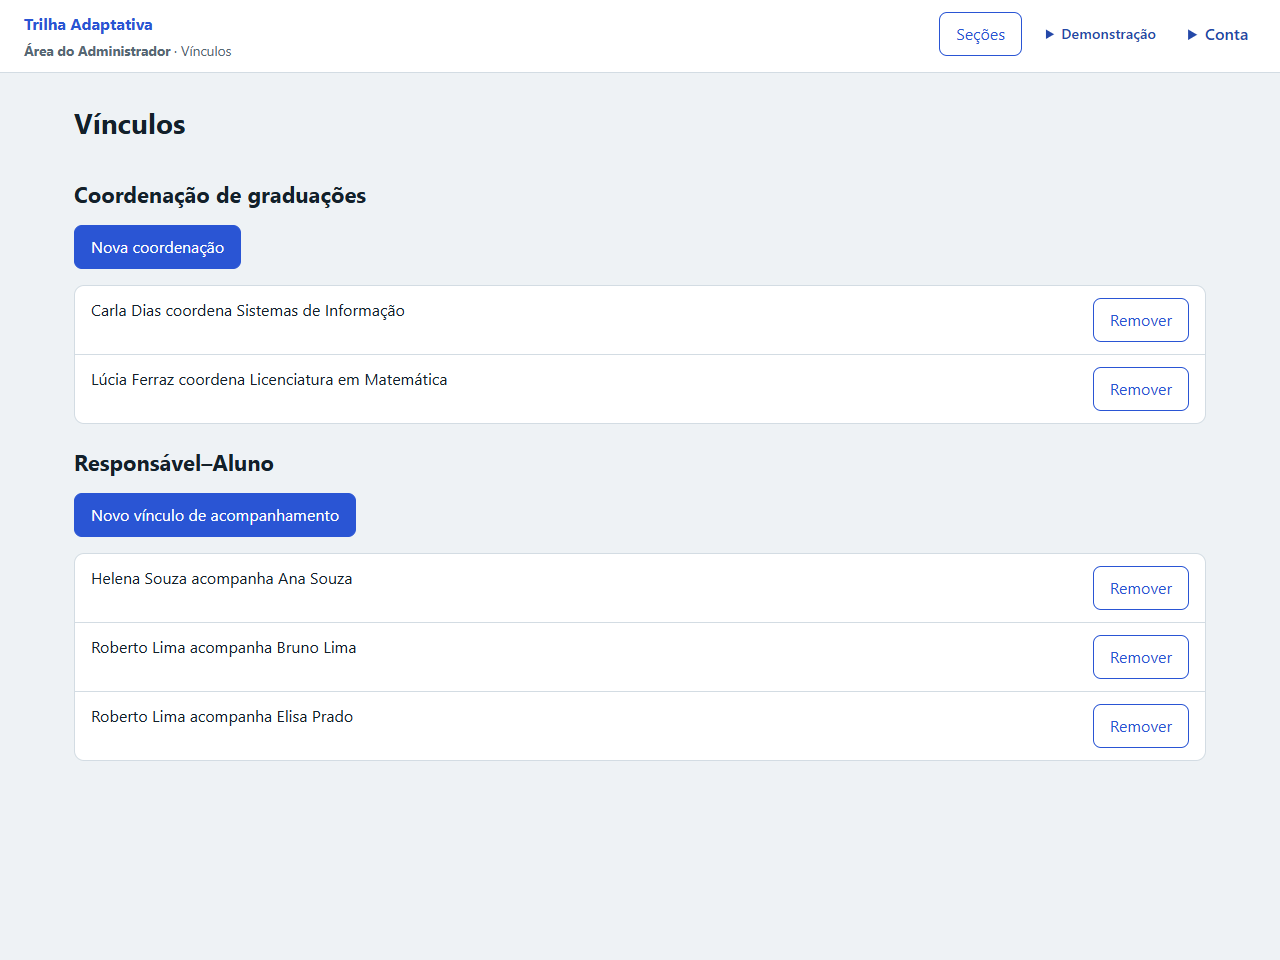 Trilha Adaptativa
Área do Administrador · Vínculos
Seções
▶ Demonstração
▶ Conta
Vínculos
Coordenação de graduações
Nova coordenação
Carla Dias coordena Sistemas de Informação
Remover
Lúcia Ferraz coordena Licenciatura em Matemática
Remover
Responsável–Aluno
Novo vínculo de acompanhamento
Helena Souza acompanha Ana Souza
Remover
Roberto Lima acompanha Bruno Lima
Remover
Roberto Lima acompanha Elisa Prado
Remover